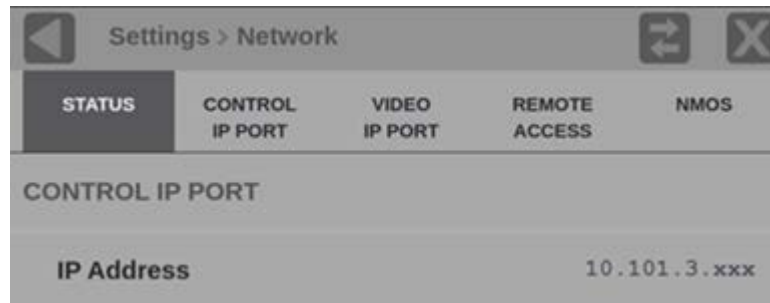 Settings > Network
STATUS
CONTROL IP PORT
VIDEO IP PORT
REMOTE ACCESS
NMOS
CONTROL IP PORT
IP Address 10.101.3.xxx